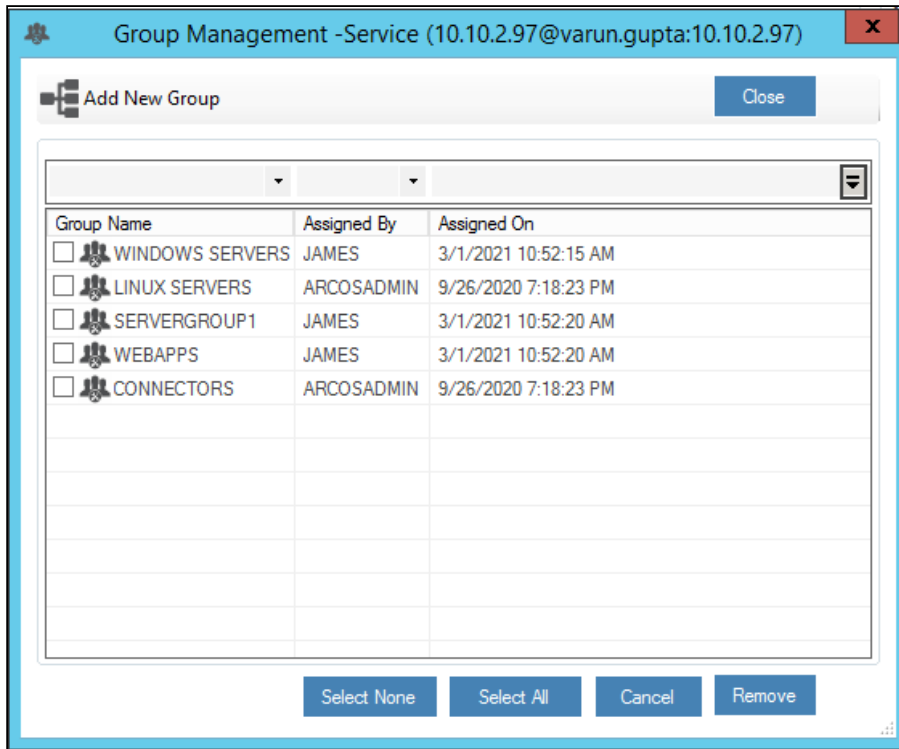 Group Management -Service (10.10.2.97@varun.gupta:10.10.2.97) x
Add New Group Close
Group Name Assigned By Assigned On
WINDOWS SERVERS JAMES 3/1/2021 10:52:15 AM
LINUX SERVERS ARCOSADMIN 9/26/2020 7:18:23 PM
SERVERGROUP1 JAMES 3/1/2021 10:52:20 AM
WEBAPPS JAMES 3/1/2021 10:52:20 AM
CONNECTORS ARCOSADMIN 9/26/2020 7:18:23 PM
Select None Select All Cancel Remove